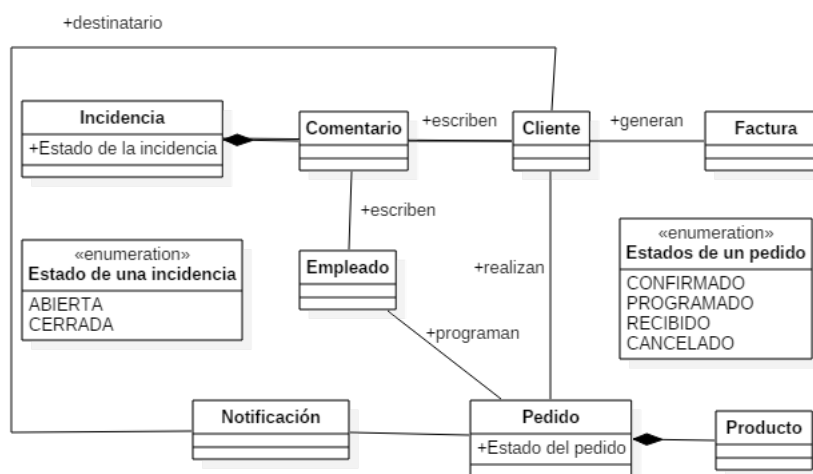 +destinatario
Incidencia
+Estado de la incidencia
Comentario
+escriben
Cliente
+generan
Factura
+escriben
«enumeration»
Estado de una incidencia
ABIERTA
CERRADA
Empleado
+realizan
«enumeration»
Estados de un pedido
CONFIRMADO
PROGRAMADO
RECIBIDO
CANCELADO
+programan
Notificación
Pedido
+Estado del pedido
Producto